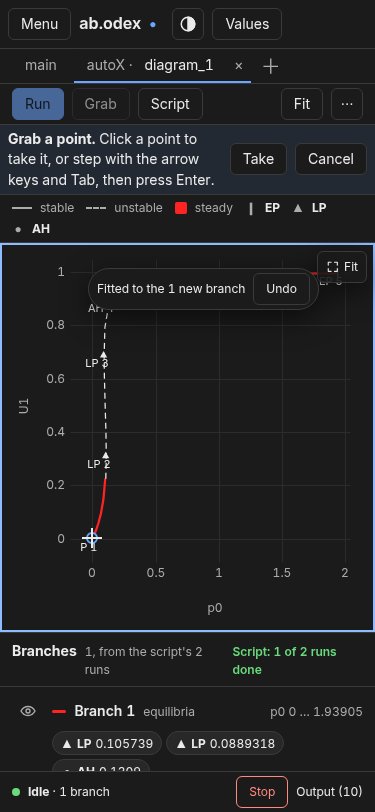 Menu ab.odex Values
main autoX · diagram_1 ×
Run Grab Script Fit ···
Grab a point. Click a point to
take it, or step with the arrow
keys and Tab, then press Enter.
Take Cancel
stable unstable steady EP LP
AH
Fit
Fitted to the 1 new branch Undo
1
0.8
LP 3
0.6
U1
0.4
LP 2
0.2
0
P 1
0 0.5 1 1.5 2
p0
Branches 1, from the script's 2
runs
Script: 1 of 2 runs
done
Branch 1 equilibria p0 0 ... 1.93905
LP 0.105739 LP 0.0889318
AH 0.1309
Idle · 1 branch Stop Output (10)